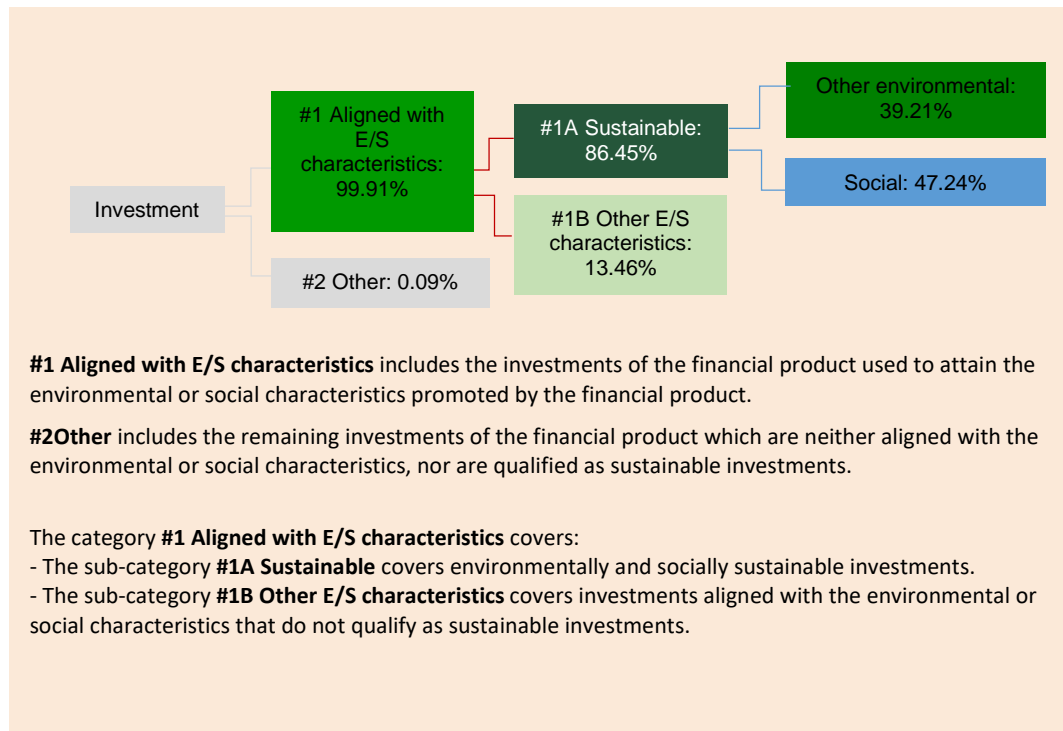 Investment
#1 Aligned with
E/S
characteristics:
99.91%
#2 Other: 0.09%
#1A Sustainable:
86.45%
#1B Other E/S
characteristics:
13.46%
Other environmental:
39.21%
Social: 47.24%
#1 Aligned with E/S characteristics includes the investments of the financial product used to attain the
environmental or social characteristics promoted by the financial product.
#2Other includes the remaining investments of the financial product which are neither aligned with the
environmental or social characteristics, nor are qualified as sustainable investments.
The category #1 Aligned with E/S characteristics covers:
- The sub-category #1A Sustainable covers environmentally and socially sustainable investments.
- The sub-category #1B Other E/S characteristics covers investments aligned with the environmental or
social characteristics that do not qualify as sustainable investments.